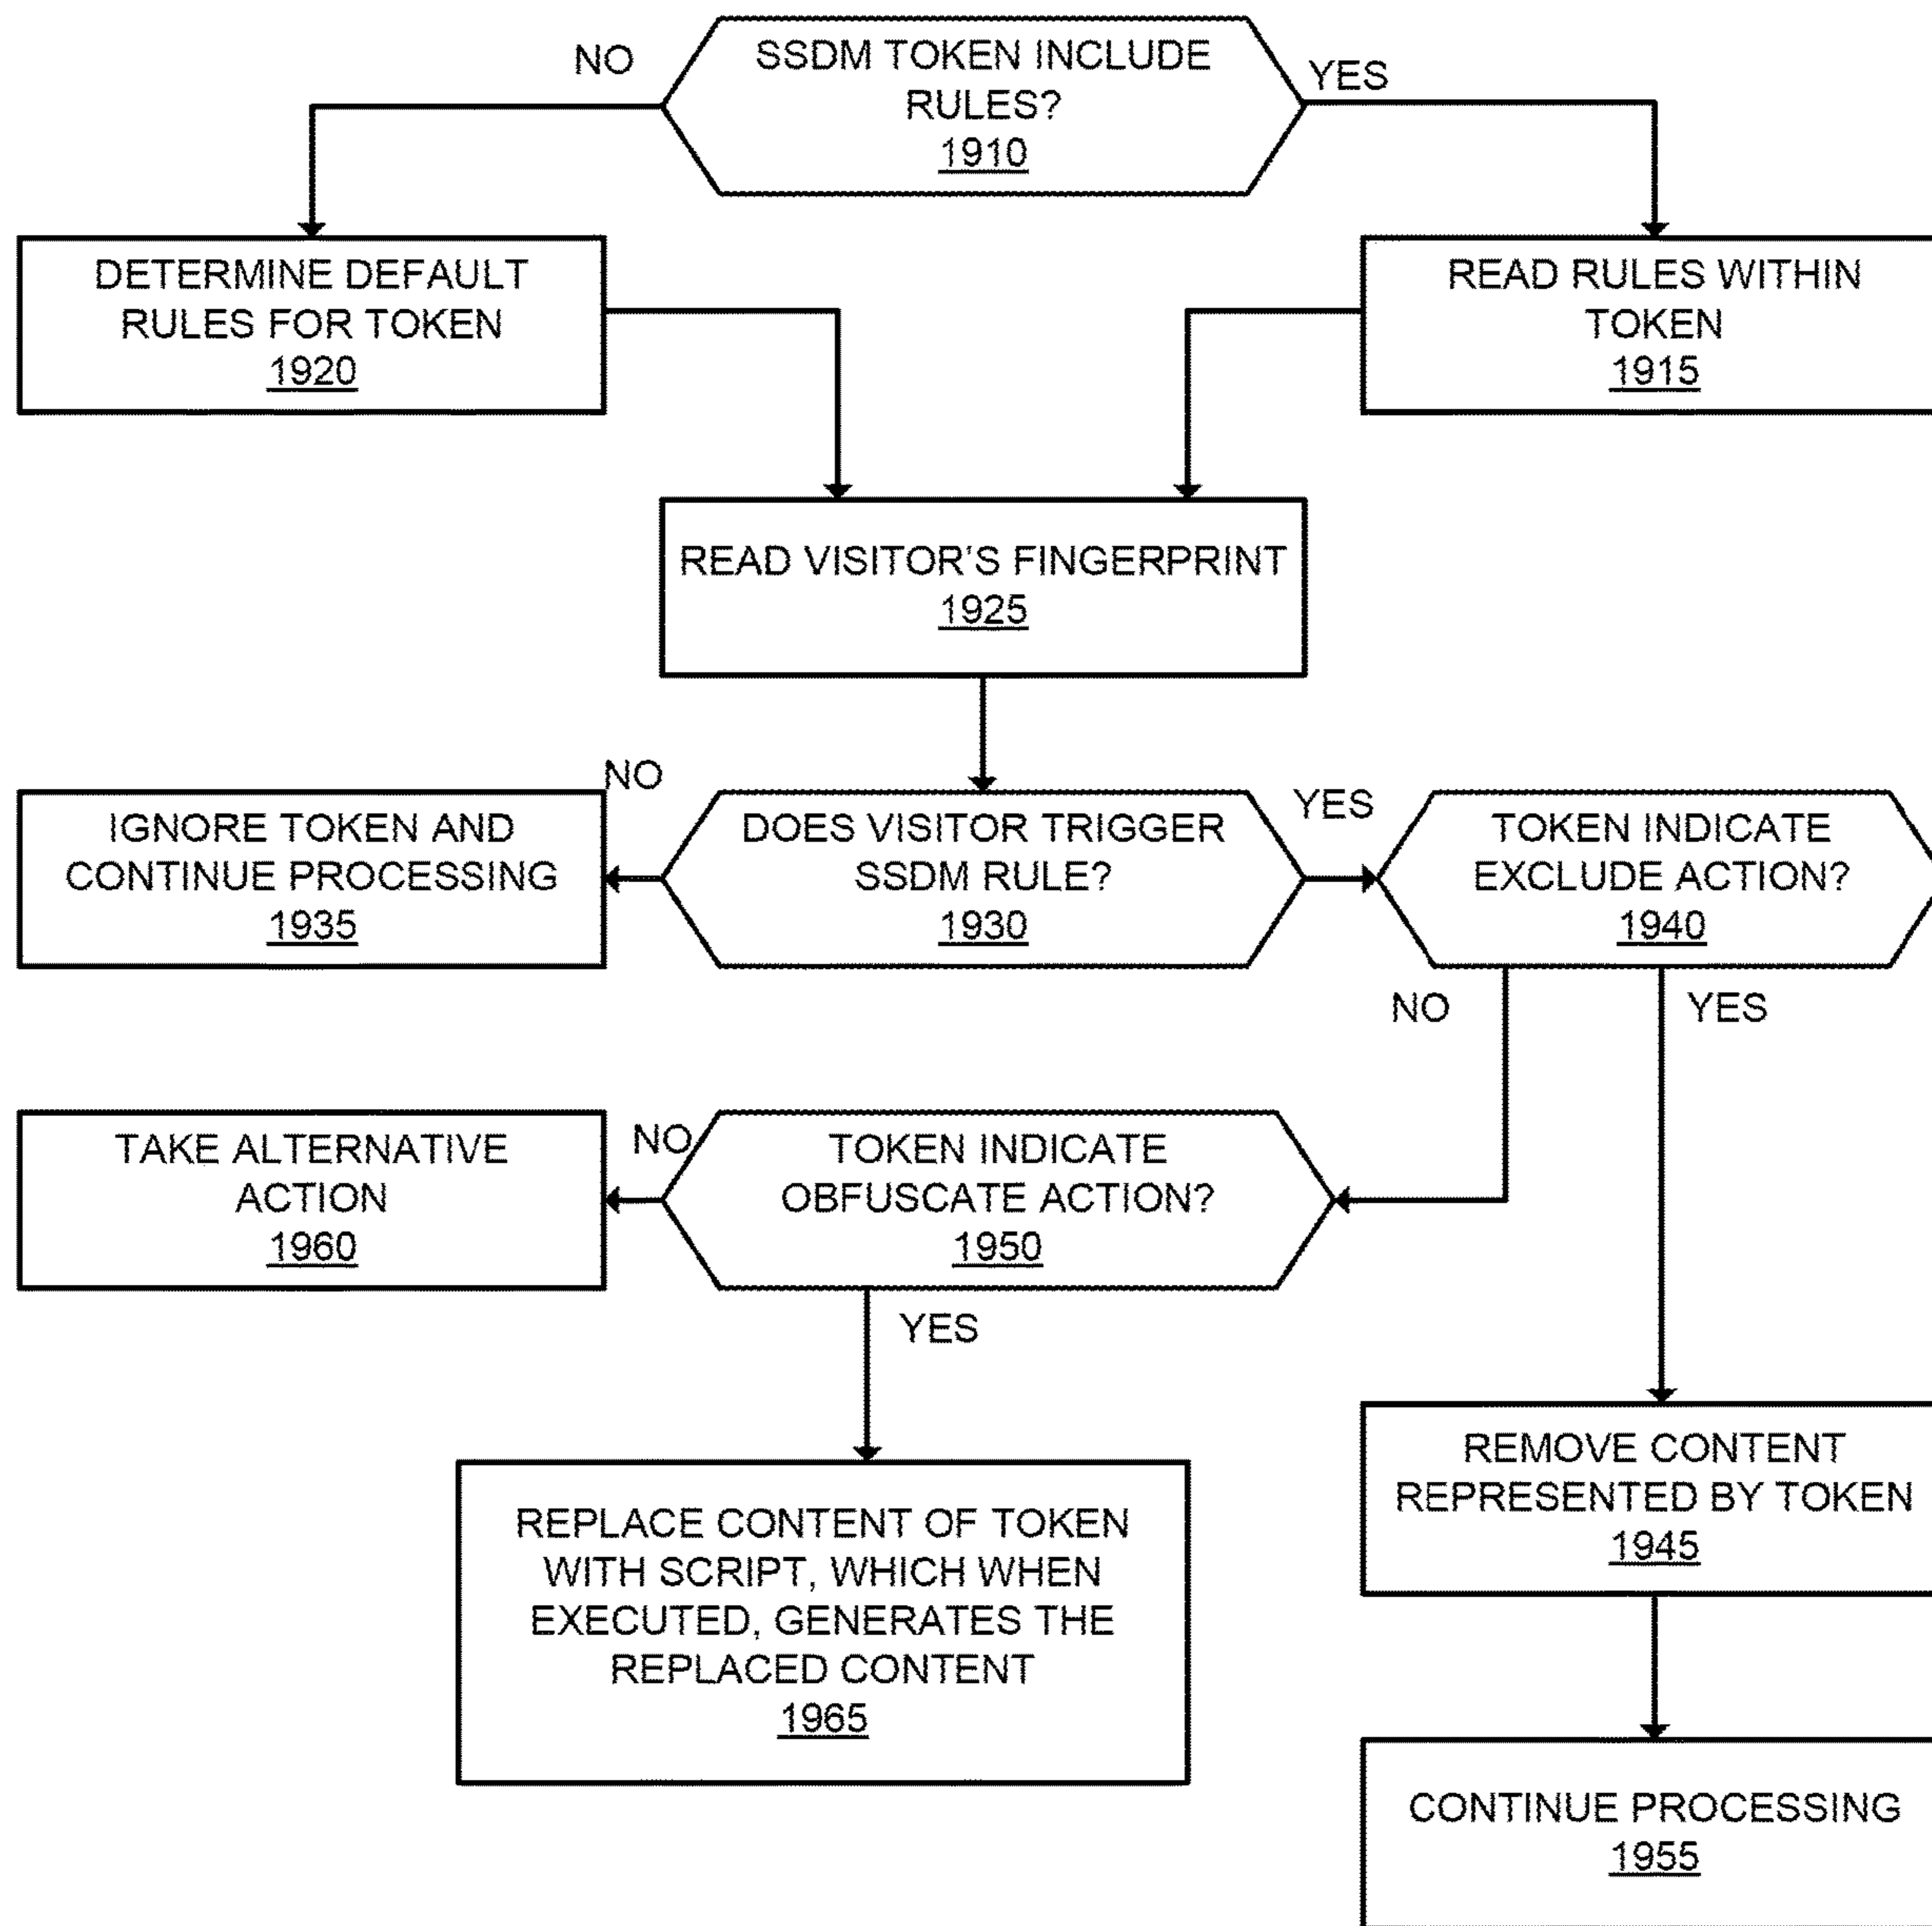 NO
SSDM TOKEN INCLUDE
RULES?
1910
YES
DETERMINE DEFAULT
RULES FOR TOKEN
1920
READ RULES WITHIN
TOKEN
1915
READ VISITOR'S FINGERPRINT
1925
NO
IGNORE TOKEN AND
CONTINUE PROCESSING
1935
DOES VISITOR TRIGGER
SSDM RULE?
1930
YES
TOKEN INDICATE
EXCLUDE ACTION?
1940
NO
YES
TAKE ALTERNATIVE
ACTION
1960
NO
TOKEN INDICATE
OBFUSCATE ACTION?
1950
YES
REPLACE CONTENT OF TOKEN
WITH SCRIPT, WHICH WHEN
EXECUTED, GENERATES THE
REPLACED CONTENT
1965
REMOVE CONTENT
REPRESENTED BY TOKEN
1945
CONTINUE PROCESSING
1955